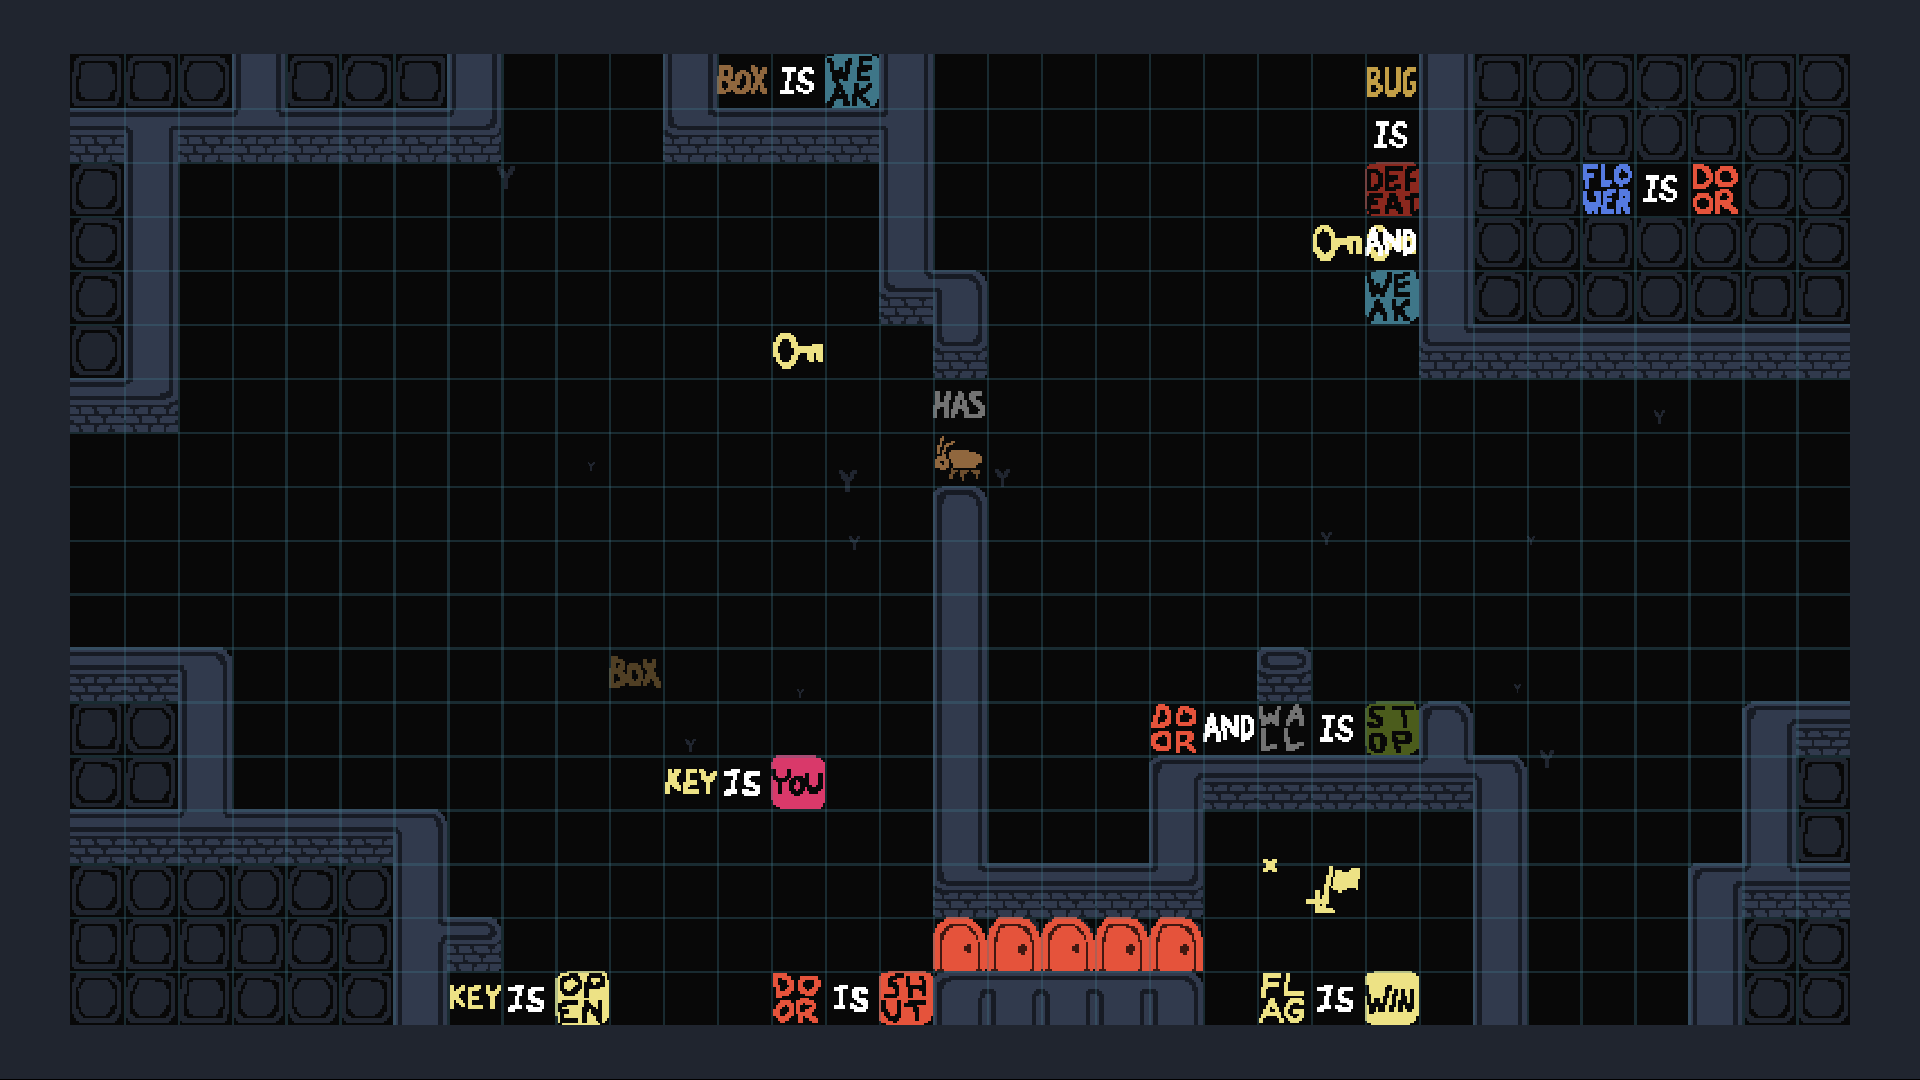 BOX IS WEAK
BUG
IS
DEFEAT
AND
WEAK
FLOWER IS DOOR
HAS
BOX
DOOR AND WALL IS STOP
KEY IS YOU
KEY IS OPEN
DOOR IS SHUT
FLAG IS WIN